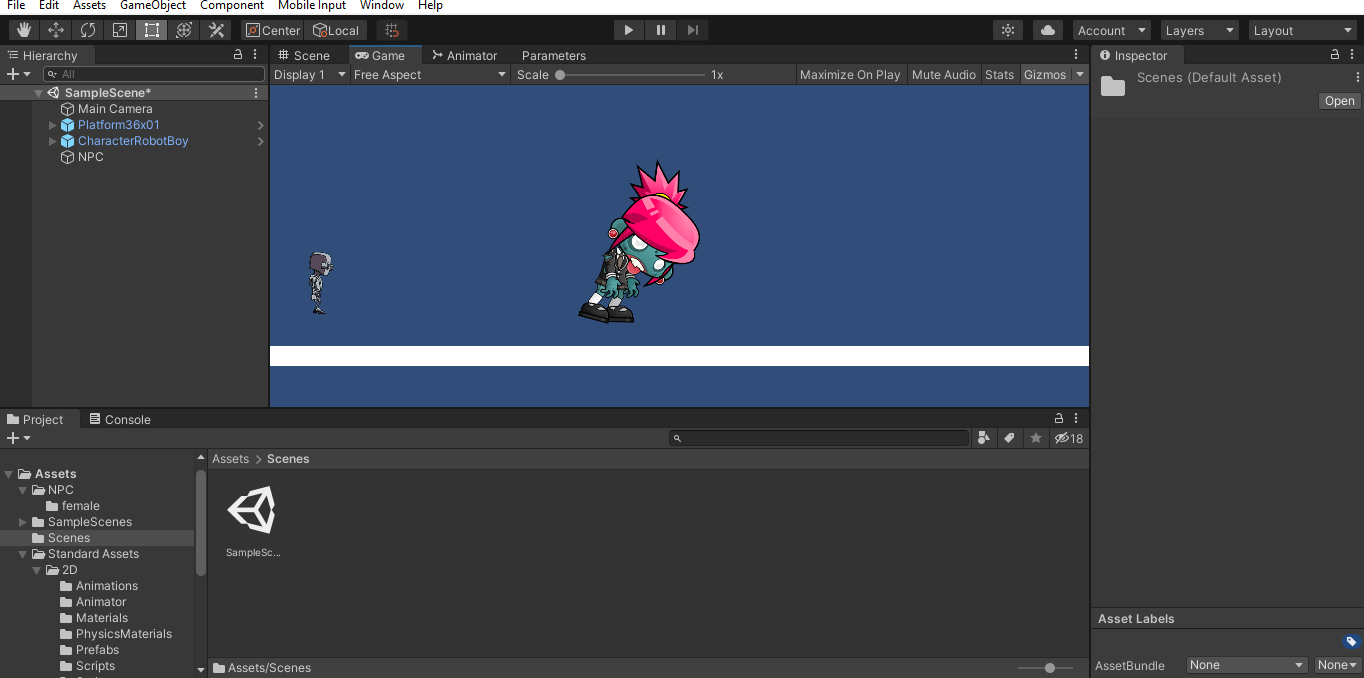 File Edit Assets GameObject Component Mobile Input Window Help
Center Local Account Layers Layout
Hierarchy Scene Game Animator Parameters Inspector
All Display 1 Free Aspect Scale 1x Maximize On Play Mute Audio Stats Gizmos Scenes (Default Asset)
SampleScene*
Open
Main Camera
Platform36x01
CharacterRobotBoy
NPC
Project Console
18
Assets > Scenes
Assets
NPC
female
SampleScenes
Scenes
Standard Assets
SampleSc...
2D
Animations
Animator
Materials
PhysicsMaterials
Prefabs
Scripts
Assets/Scenes
Asset Labels
AssetBundle None None